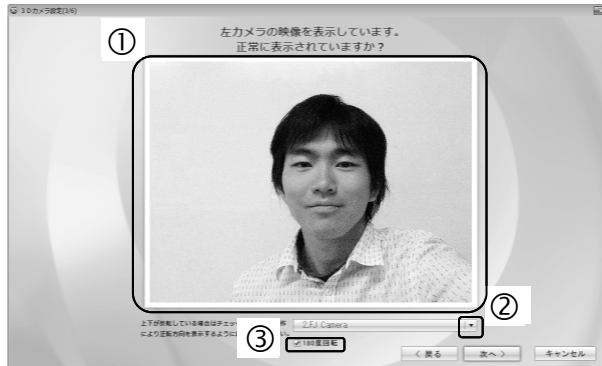 3Dカメラ設定(3/6)
左カメラの映像を表示しています。
正常に表示されていますか？
①
②
上下が反転している場合はチェッ
により正転方向を表示するように
作
い。
2.FJ Camera
③
180度回転
〈 戻る
次へ 〉
キャンセル